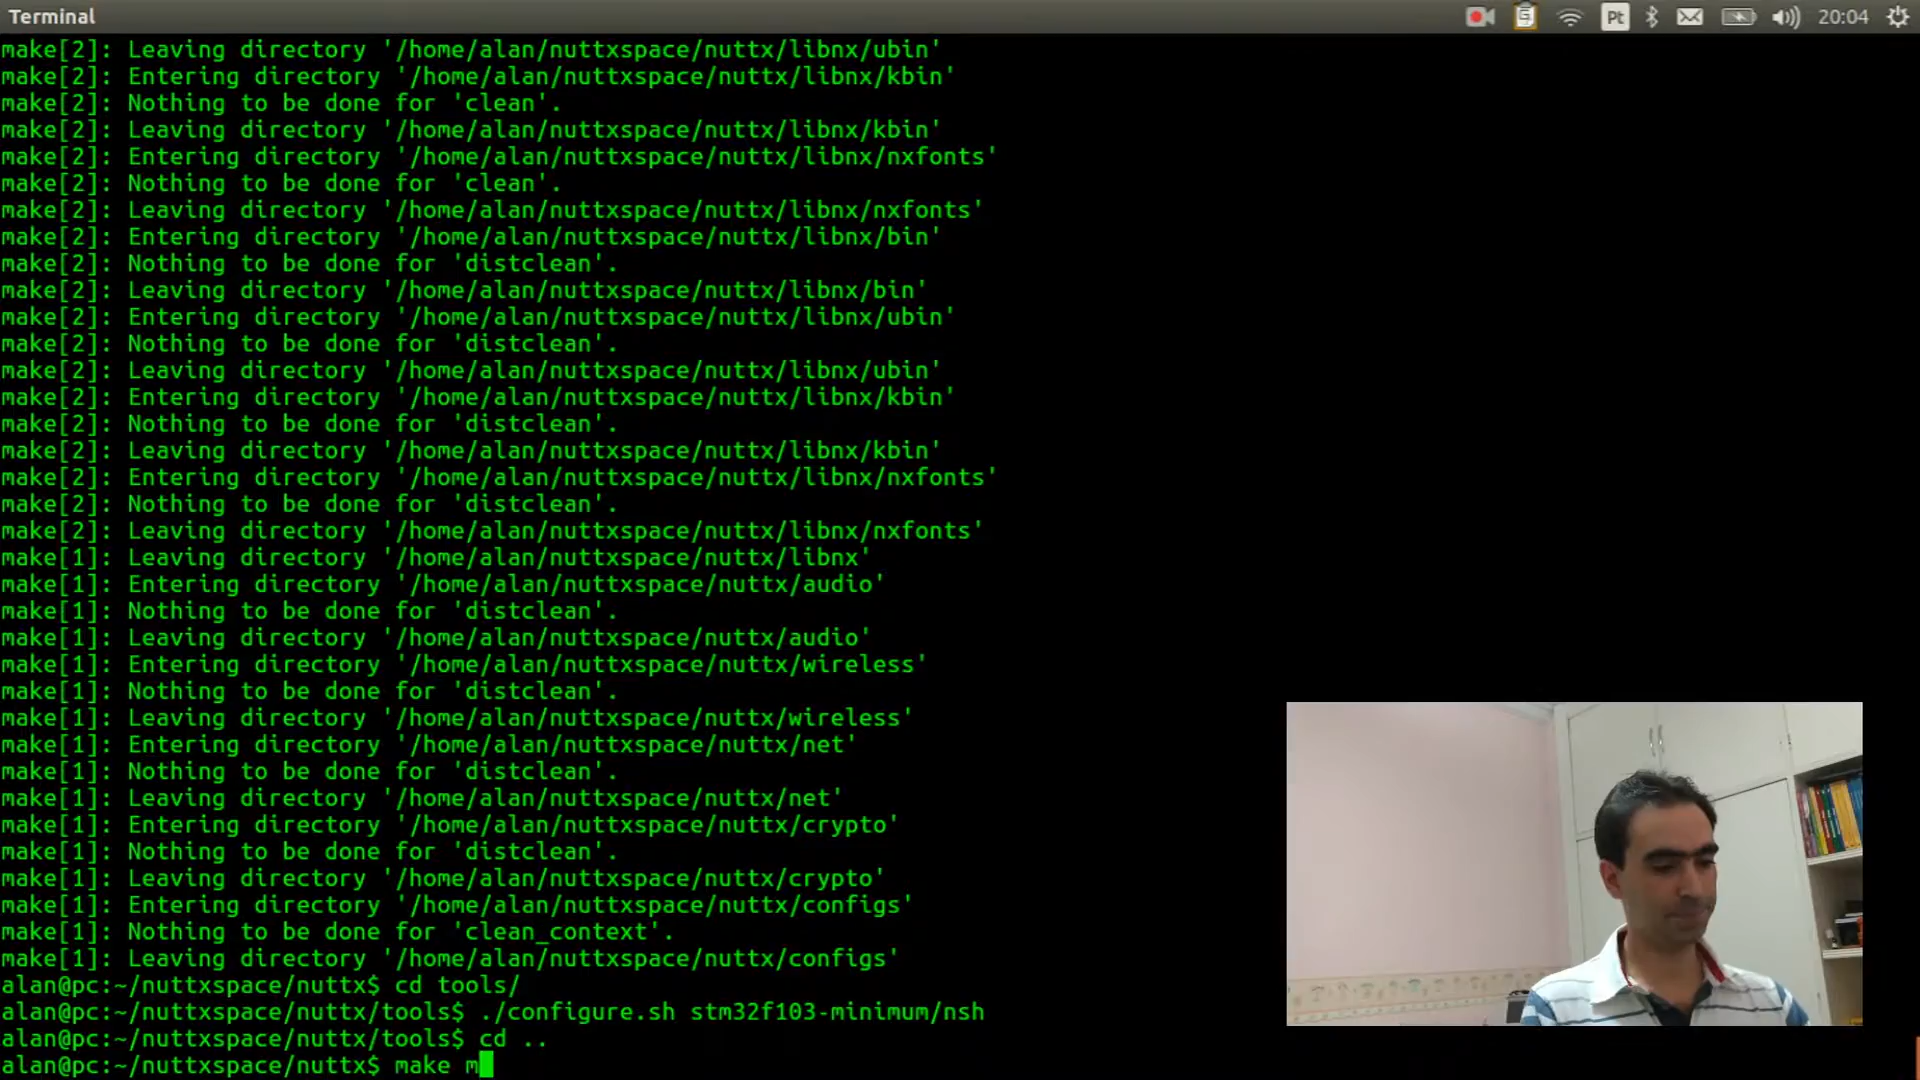 Terminal
Pt
20:04
make[2]: Leaving directory '/home/alan/nuttxspace/nuttx/libnx/ubin'
make[2]: Entering directory '/home/alan/nuttxspace/nuttx/libnx/kbin'
make[2]: Nothing to be done for 'clean'.
make[2]: Leaving directory '/home/alan/nuttxspace/nuttx/libnx/kbin'
make[2]: Entering directory '/home/alan/nuttxspace/nuttx/libnx/nxfonts'
make[2]: Nothing to be done for 'clean'.
make[2]: Leaving directory '/home/alan/nuttxspace/nuttx/libnx/nxfonts'
make[2]: Entering directory '/home/alan/nuttxspace/nuttx/libnx/bin'
make[2]: Nothing to be done for 'distclean'.
make[2]: Leaving directory '/home/alan/nuttxspace/nuttx/libnx/bin'
make[2]: Entering directory '/home/alan/nuttxspace/nuttx/libnx/ubin'
make[2]: Nothing to be done for 'distclean'.
make[2]: Leaving directory '/home/alan/nuttxspace/nuttx/libnx/ubin'
make[2]: Entering directory '/home/alan/nuttxspace/nuttx/libnx/kbin'
make[2]: Nothing to be done for 'distclean'.
make[2]: Leaving directory '/home/alan/nuttxspace/nuttx/libnx/kbin'
make[2]: Entering directory '/home/alan/nuttxspace/nuttx/libnx/nxfonts'
make[2]: Nothing to be done for 'distclean'.
make[2]: Leaving directory '/home/alan/nuttxspace/nuttx/libnx/nxfonts'
make[1]: Leaving directory '/home/alan/nuttxspace/nuttx/libnx'
make[1]: Entering directory '/home/alan/nuttxspace/nuttx/audio'
make[1]: Nothing to be done for 'distclean'.
make[1]: Leaving directory '/home/alan/nuttxspace/nuttx/audio'
make[1]: Entering directory '/home/alan/nuttxspace/nuttx/wireless'
make[1]: Nothing to be done for 'distclean'.
make[1]: Leaving directory '/home/alan/nuttxspace/nuttx/wireless'
make[1]: Entering directory '/home/alan/nuttxspace/nuttx/net'
make[1]: Nothing to be done for 'distclean'.
make[1]: Leaving directory '/home/alan/nuttxspace/nuttx/net'
make[1]: Entering directory '/home/alan/nuttxspace/nuttx/crypto'
make[1]: Nothing to be done for 'distclean'.
make[1]: Leaving directory '/home/alan/nuttxspace/nuttx/crypto'
make[1]: Entering directory '/home/alan/nuttxspace/nuttx/configs'
make[1]: Nothing to be done for 'clean_context'.
make[1]: Leaving directory '/home/alan/nuttxspace/nuttx/configs'
alan@pc:~/nuttxspace/nuttx$ cd tools/
alan@pc:~/nuttxspace/nuttx/tools$ ./configure.sh stm32f103-minimum/nsh
alan@pc:~/nuttxspace/nuttx/tools$ cd ..
alan@pc:~/nuttxspace/nuttx$ make m